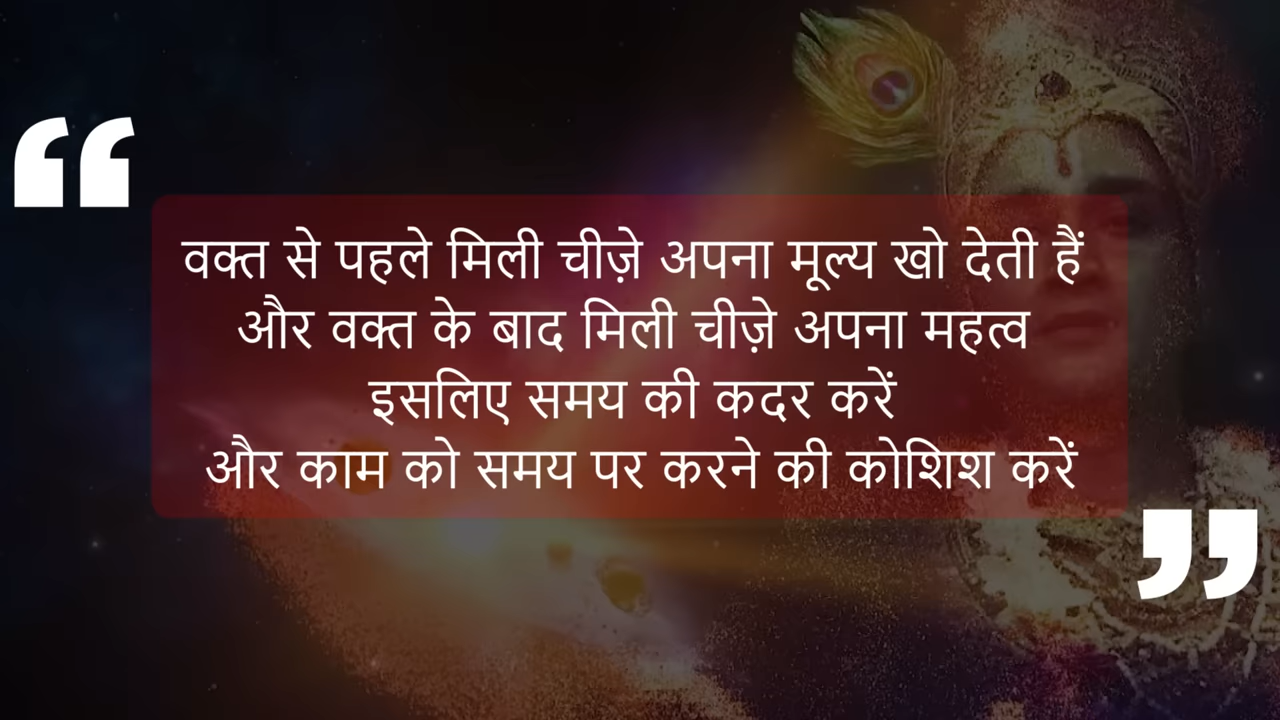 वक्त से पहले मिली चीज़े अपना मूल्य खो देती हैं
और वक्त के बाद मिली चीज़े अपना महत्व
इसलिए समय की कदर करें
और काम को समय पर करने की कोशिश करें